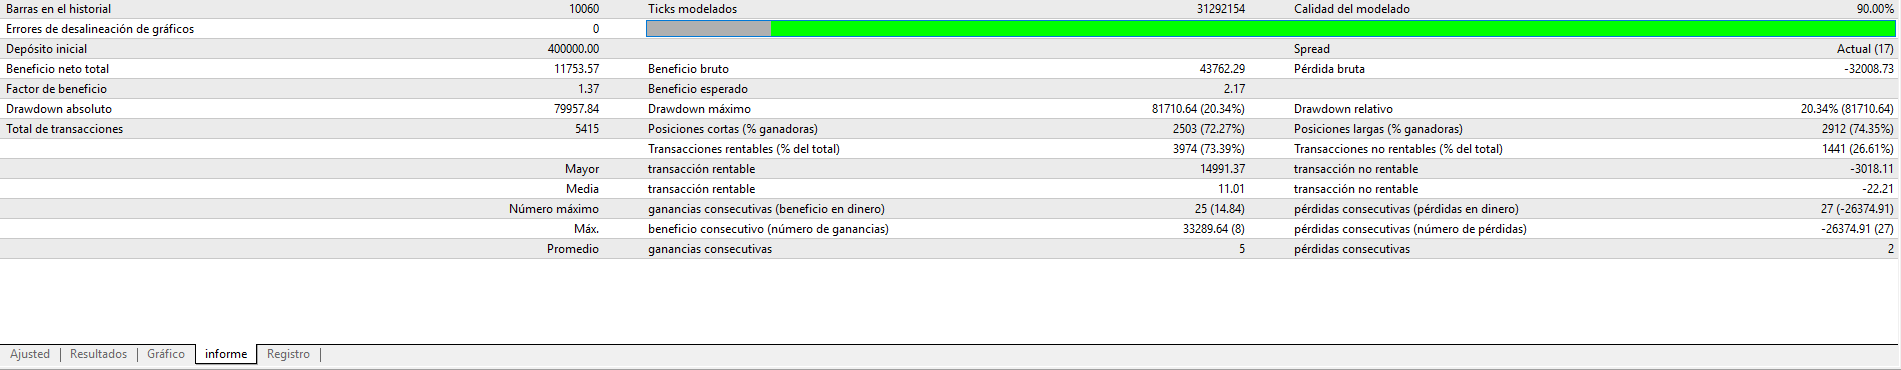 Barras en el historial 10060 Ticks modelados 31292154 Calidad del modelado 90.00%
Errores de desalineación de gráficos 0
Depósito inicial 400000.00 Spread Actual (17)
Beneficio neto total 11753.57 Beneficio bruto 43762.29 Pérdida bruta -32008.73
Factor de beneficio 1.37 Beneficio esperado 2.17
Drawdown absoluto 79957.84 Drawdown máximo 81710.64 (20.34%) Drawdown relativo 20.34% (81710.64)
Total de transacciones 5415 Posiciones cortas (% ganadoras) 2503 (72.27%) Posiciones largas (% ganadoras) 2912 (74.35%)
Transacciones rentables (% del total) 3974 (73.39%) Transacciones no rentables (% del total) 1441 (26.61%)
Mayor transacción rentable 14991.37 transacción no rentable -3018.11
Media transacción rentable 11.01 transacción no rentable -22.21
Número máximo ganancias consecutivas (beneficio en dinero) 25 (14.84) pérdidas consecutivas (pérdidas en dinero) 27 (-26374.91)
Máx. beneficio consecutivo (número de ganancias) 33289.64 (8) pérdidas consecutivas (número de pérdidas) -26374.91 (27)
Promedio ganancias consecutivas 5 pérdidas consecutivas 2
Ajusted | Resultados | Gráfico informe Registro |